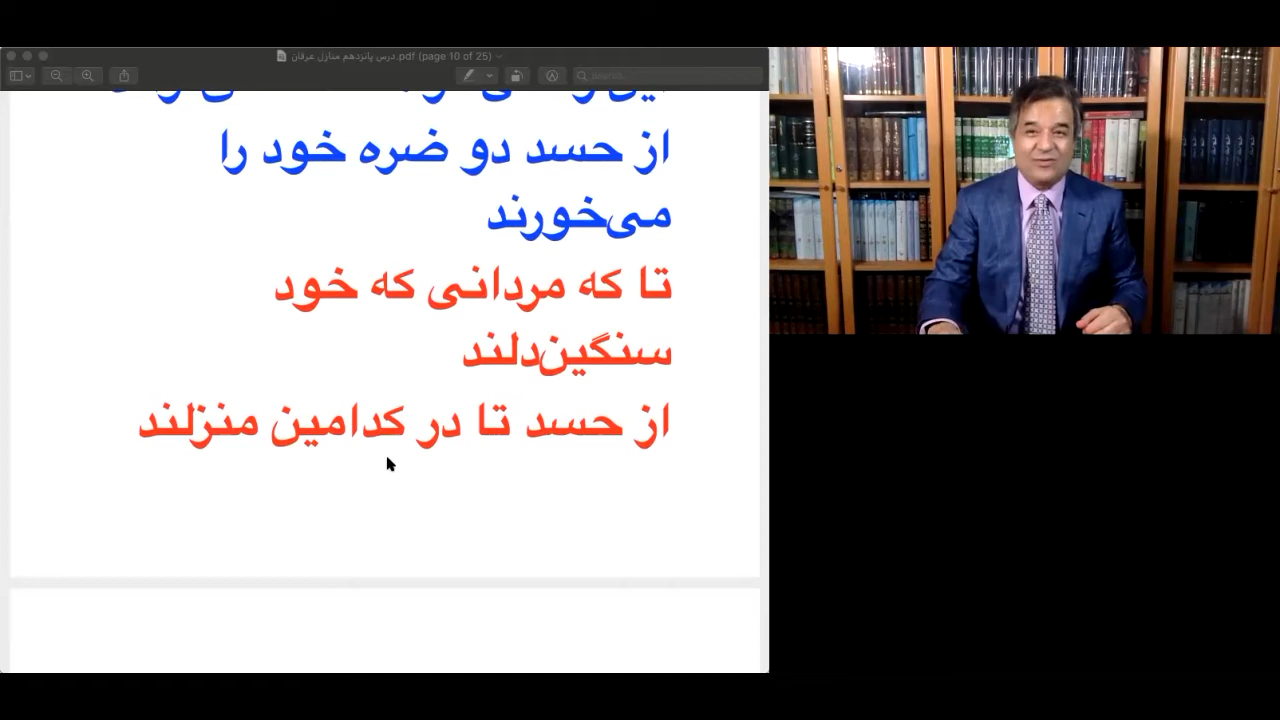 درس پانزدهم منازل عرفان.pdf (page 10 of 25)
از حسد دو ضره خود را
می‌خورند
تا که مردانی که خود
سنگین‌دلند
از حسد تا در کدامین منزلند